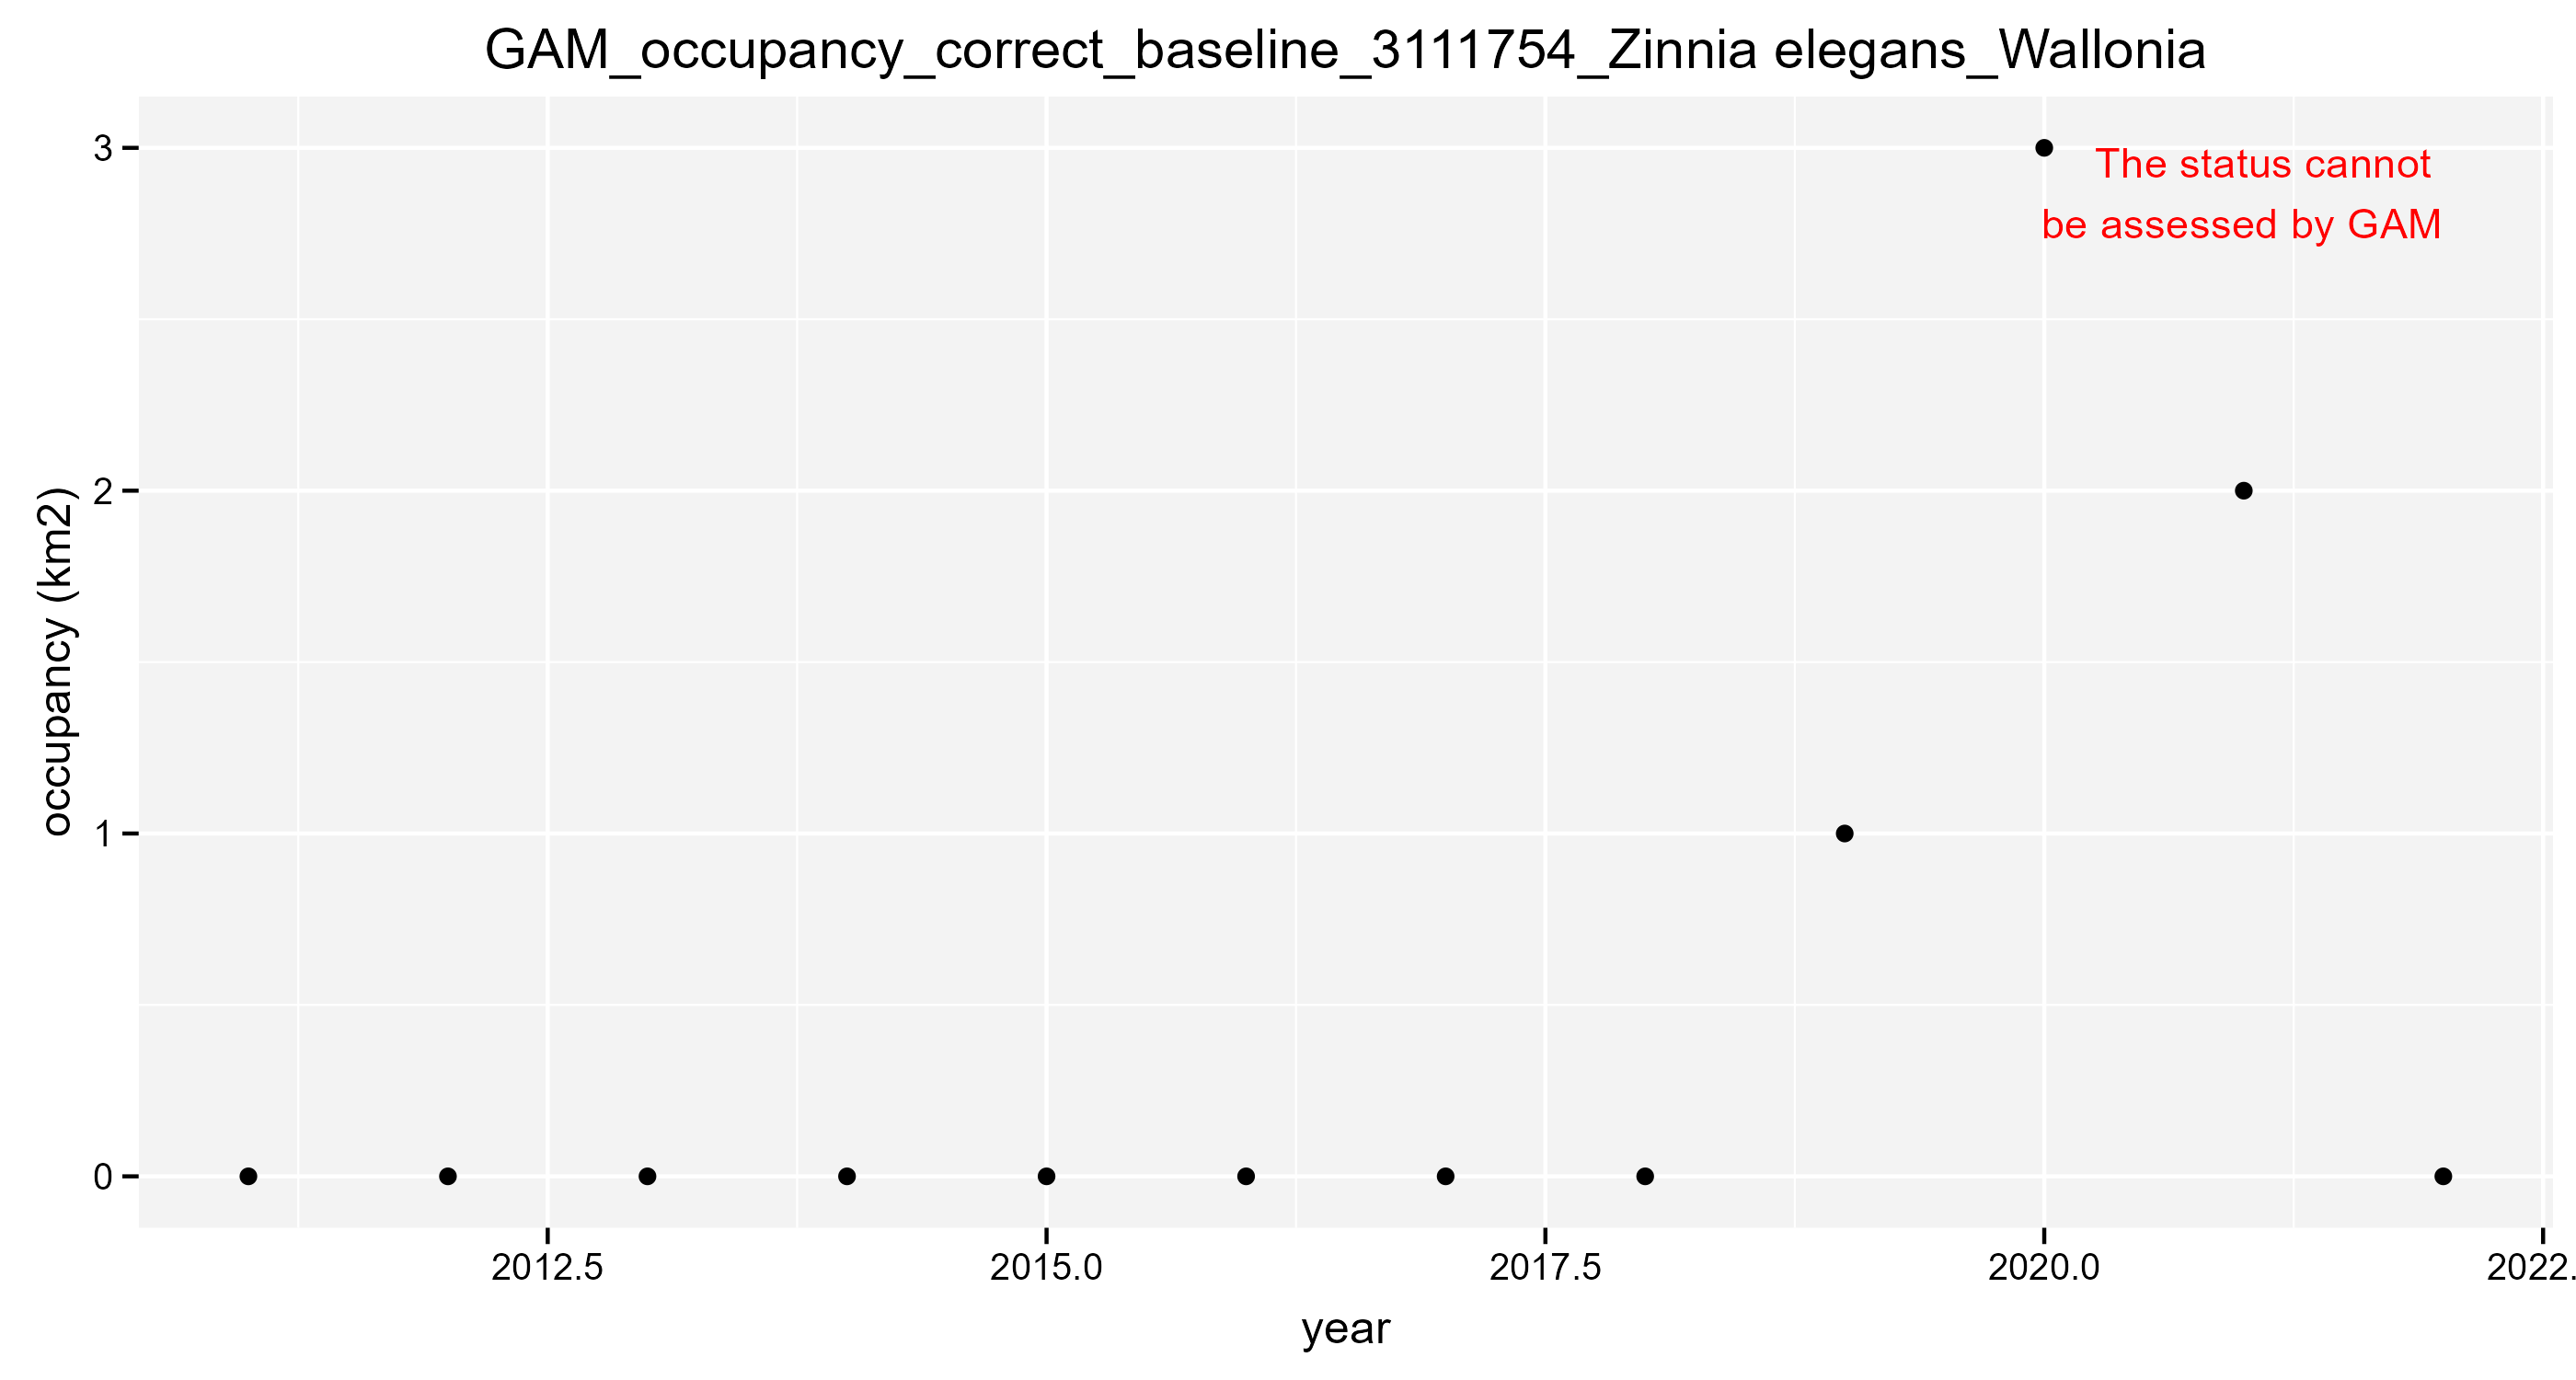 GAM_occupancy_correct_baseline_3111754_Zinnia elegans_Wallonia
The status cannot
be assessed by GAM
occupancy (km2)
3
2
1
0
2012.5
2015.0
2017.5
2020.0
2022.
year